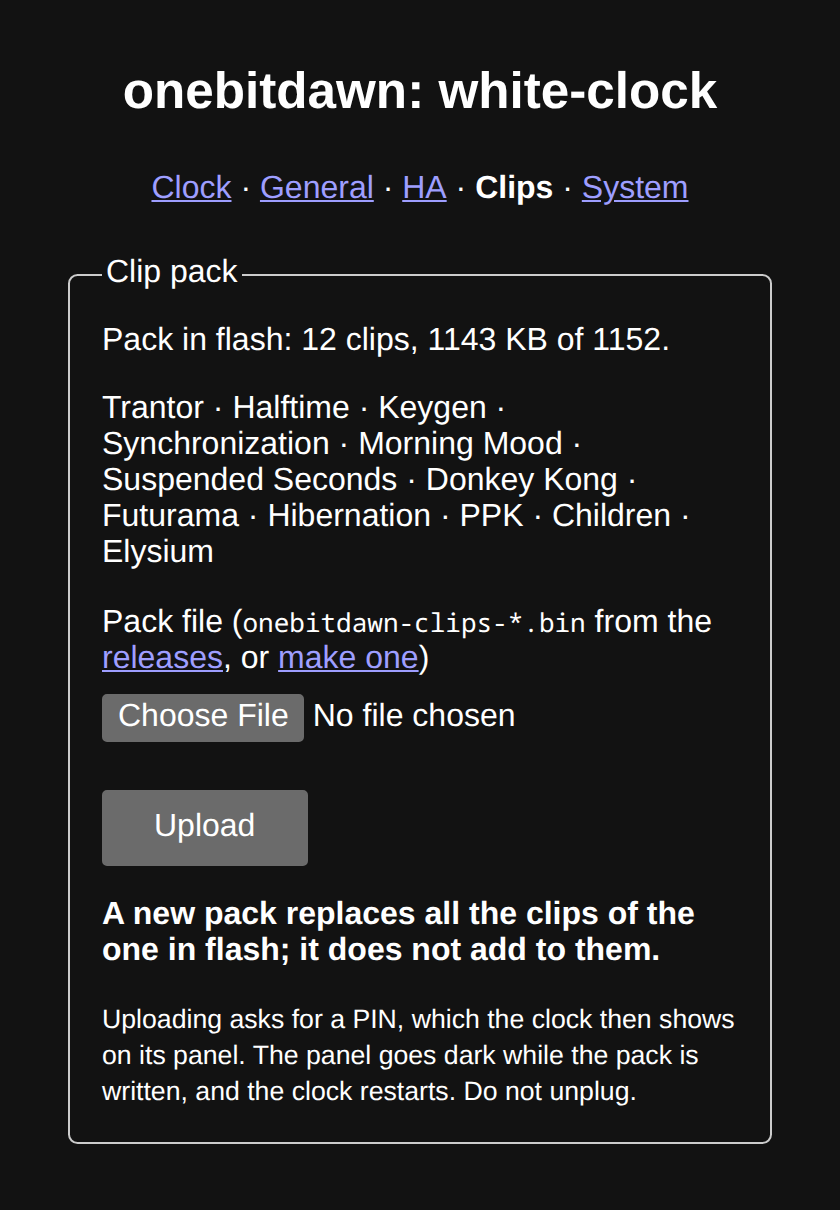 onebitdawn: white-clock
Clock · General · HA · Clips · System
Clip pack
Pack in flash: 12 clips, 1143 KB of 1152.
Trantor · Halftime · Keygen ·
Synchronization · Morning Mood ·
Suspended Seconds · Donkey Kong ·
Futurama · Hibernation · PPK · Children ·
Elysium
Pack file (onebitdawn-clips-*.bin from the
releases, or make one)
Choose File No file chosen
Upload
A new pack replaces all the clips of the
one in flash; it does not add to them.
Uploading asks for a PIN, which the clock then shows
on its panel. The panel goes dark while the pack is
written, and the clock restarts. Do not unplug.